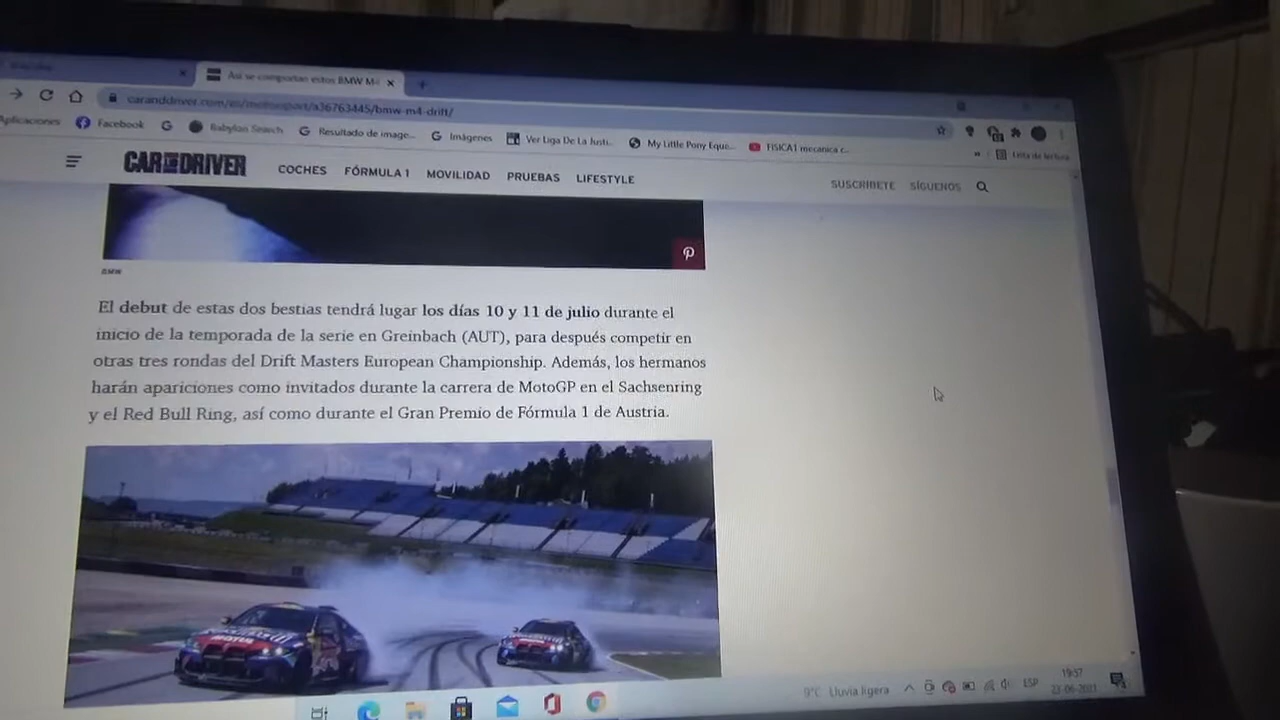 Así se comportan estos BMW M4
caranddriver.com/es/motorsport/a36763445/bmw-m4-drift/
Aplicaciones Facebook Babylon Search Resultado de image... Imágenes Ver Liga De La Justi... My Little Pony Eque... FISICA1 mecanica c...
Lista de lectura
CAR AND DRIVER COCHES FÓRMULA 1 MOVILIDAD PRUEBAS LIFESTYLE SUSCRÍBETE SÍGUENOS
BMW
El debut de estas dos bestias tendrá lugar los días 10 y 11 de julio durante el
inicio de la temporada de la serie en Greinbach (AUT), para después competir en
otras tres rondas del Drift Masters European Championship. Además, los hermanos
harán apariciones como invitados durante la carrera de MotoGP en el Sachsenring
y el Red Bull Ring, así como durante el Gran Premio de Fórmula 1 de Austria.
9°C Lluvia ligera ESP 19:57
22-06-2021